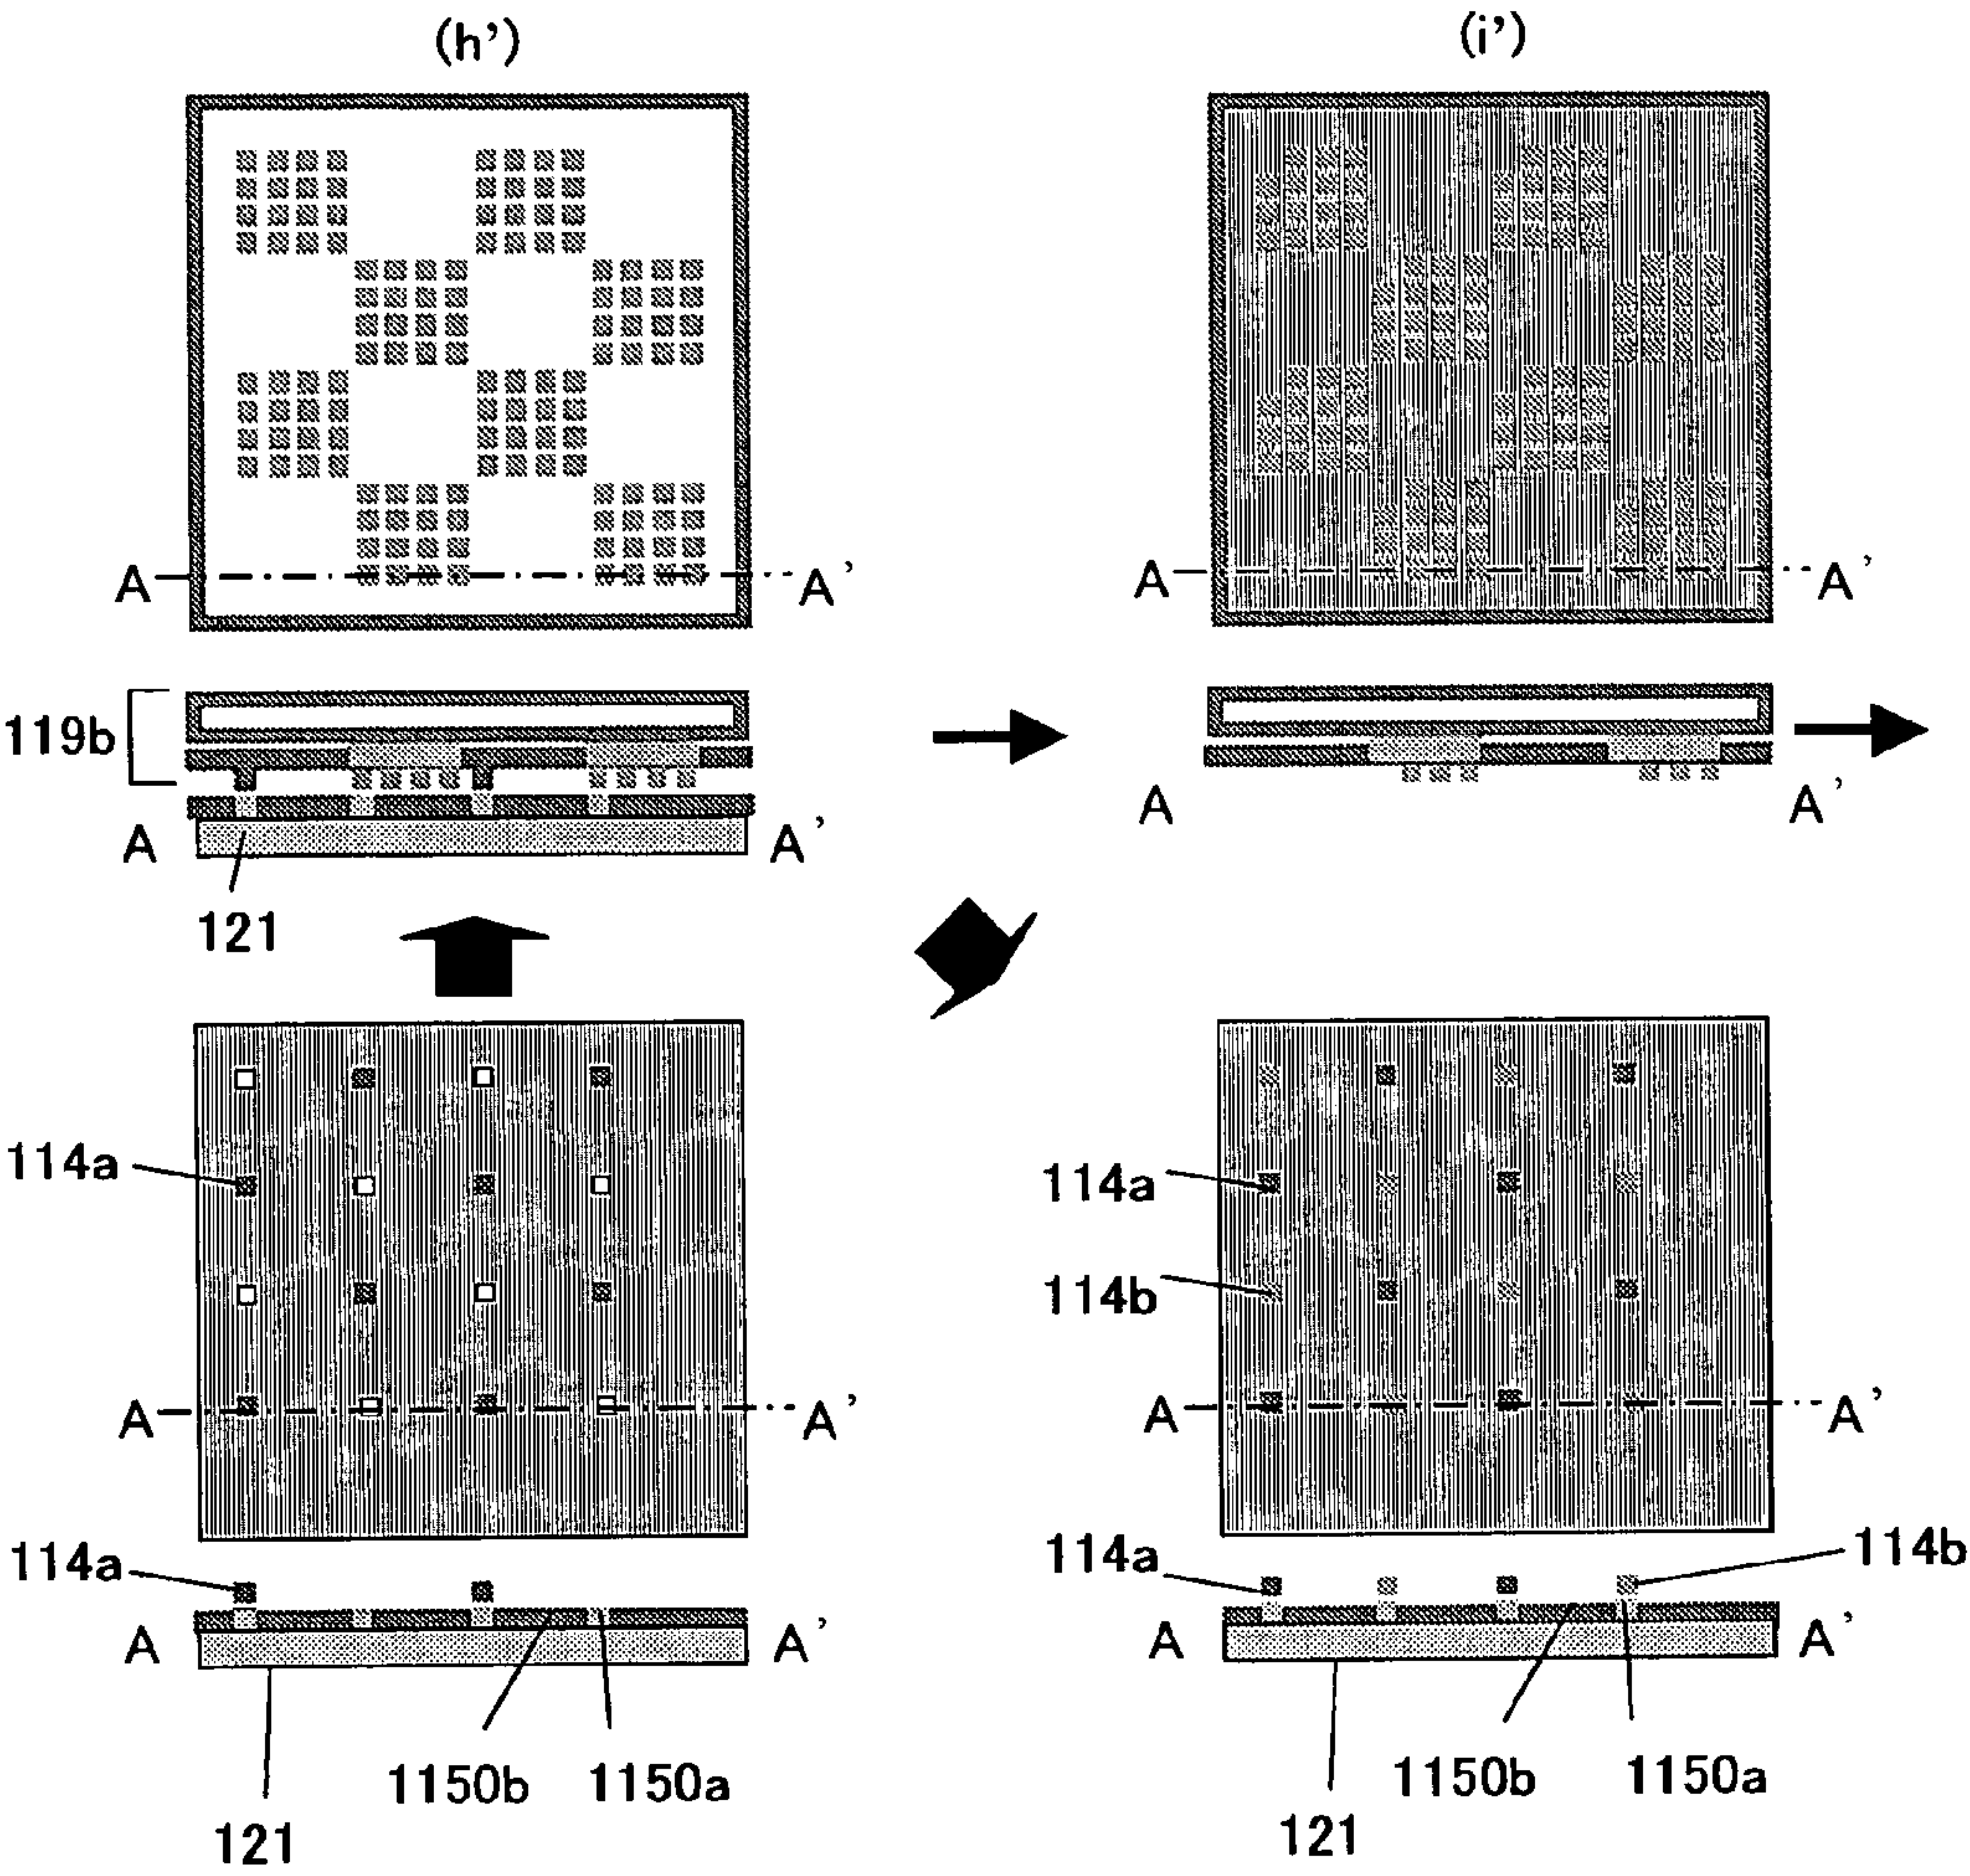 (h’) (i’)
A A’ A A’
119b
A A’ A A’
121
114a 114a
114b
A A’ A A’
114a 114a 114b
A A’ A A’
1150b 1150a 1150b 1150a
121 121